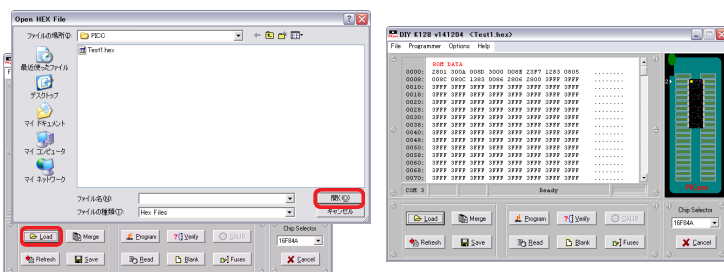 Open HEX File
ファイルの場所(I):
PICC
Test1.hex
最近使ったファイル
デスクトップ
マイ ドキュメント
マイ コンピュータ
マイ ネットワーク
ファイル名(N):
開く(O)
ファイルの種類(T):
Hex Files
キャンセル
Load
Merge
Program
Verify
CALIB
Chip Selector
16F84A
Refresh
Save
Read
Blank
Fuses
Cancel
DIY K128 v141204 <Test1.hex>
File Programmer Options Help
ROM DATA
0000: 2801 300A 008D 3000 008B 23F7 1283 0805 ........
0008: 008C 080C 1383 0086 2806 2800 3FFF 3FFF ........
0010: 3FFF 3FFF 3FFF 3FFF 3FFF 3FFF 3FFF 3FFF ........
0018: 3FFF 3FFF 3FFF 3FFF 3FFF 3FFF 3FFF 3FFF ........
0020: 3FFF 3FFF 3FFF 3FFF 3FFF 3FFF 3FFF 3FFF ........
0028: 3FFF 3FFF 3FFF 3FFF 3FFF 3FFF 3FFF 3FFF ........
0030: 3FFF 3FFF 3FFF 3FFF 3FFF 3FFF 3FFF 3FFF ........
0038: 3FFF 3FFF 3FFF 3FFF 3FFF 3FFF 3FFF 3FFF ........
0040: 3FFF 3FFF 3FFF 3FFF 3FFF 3FFF 3FFF 3FFF ........
0048: 3FFF 3FFF 3FFF 3FFF 3FFF 3FFF 3FFF 3FFF ........
0050: 3FFF 3FFF 3FFF 3FFF 3FFF 3FFF 3FFF 3FFF ........
0058: 3FFF 3FFF 3FFF 3FFF 3FFF 3FFF 3FFF 3FFF ........
0060: 3FFF 3FFF 3FFF 3FFF 3FFF 3FFF 3FFF 3FFF ........
0068: 3FFF 3FFF 3FFF 3FFF 3FFF 3FFF 3FFF 3FFF ........
0070: 3FFF 3FFF 3FFF 3FFF 3FFF 3FFF 3FFF 3FFF ........
COM 3
Ready
Load
Merge
Program
Verify
CALIB
Chip Selector
16F84A
Refresh
Save
Read
Blank
Fuses
Cancel